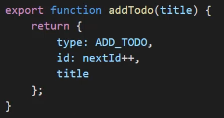 export function addTodo(title) {
    return {
        type: ADD_TODO,
        id: nextId++,
        title
    };
}